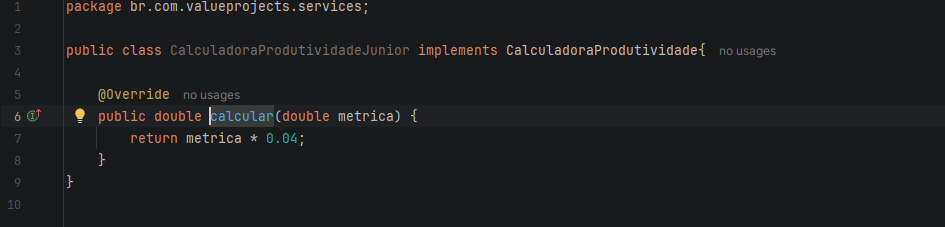 1 package br.com.valueprojects.services;
2
3 public class CalculadoraProdutividadeJunior implements CalculadoraProdutividade{ no usages
4
5 @Override no usages
6 public double calcular(double metrica) {
7 return metrica * 0.04;
8 }
9 }
10